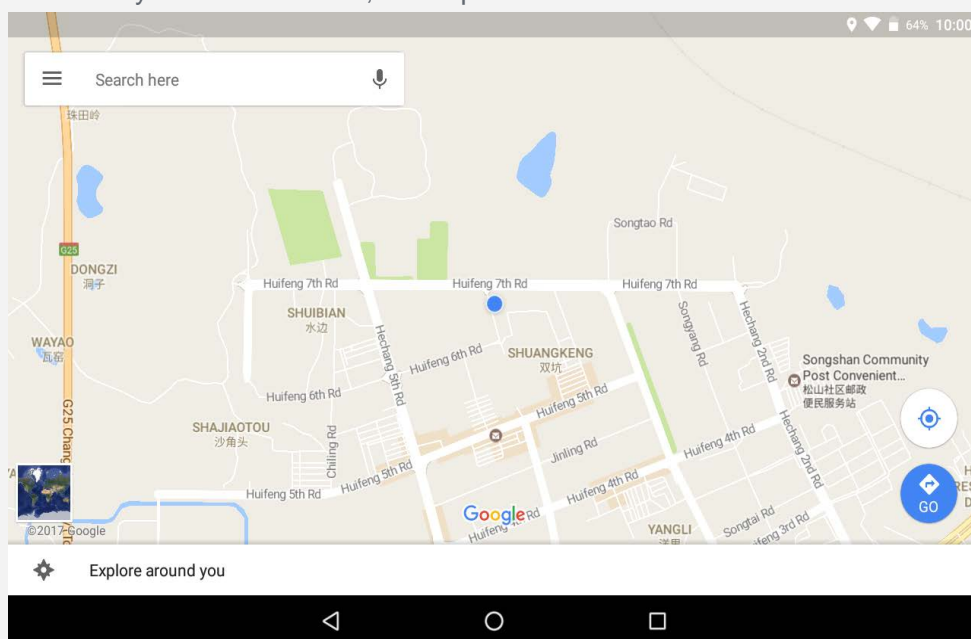 64% 10:00
Search here
珠田岭
Songtao Rd
G25
DONGZI
洞子
Huifeng 7th Rd
Huifeng 7th Rd
Huifeng 7th Rd
SHUIBIAN
水边
Hechang 5th Rd
Songyang Rd
Hechang 2nd Rd
WAYAO
瓦窑
Huifeng 6th Rd
SHUANGKENG
双坑
Songshan Community
Post Convenient...
松山社区邮政
便民服务站
Huifeng 6th Rd
Huifeng 5th Rd
SHAJIAOTOU
沙角头
Chiling Rd
Jinling Rd
Huifeng 4th Rd
Hechang 2nd Rd
Huifeng 5th Rd
Huifeng 5th Rd
Huifeng 4th Rd
GO
Google
YANGLI
Songtai Rd
©2017 Google
Explore around you